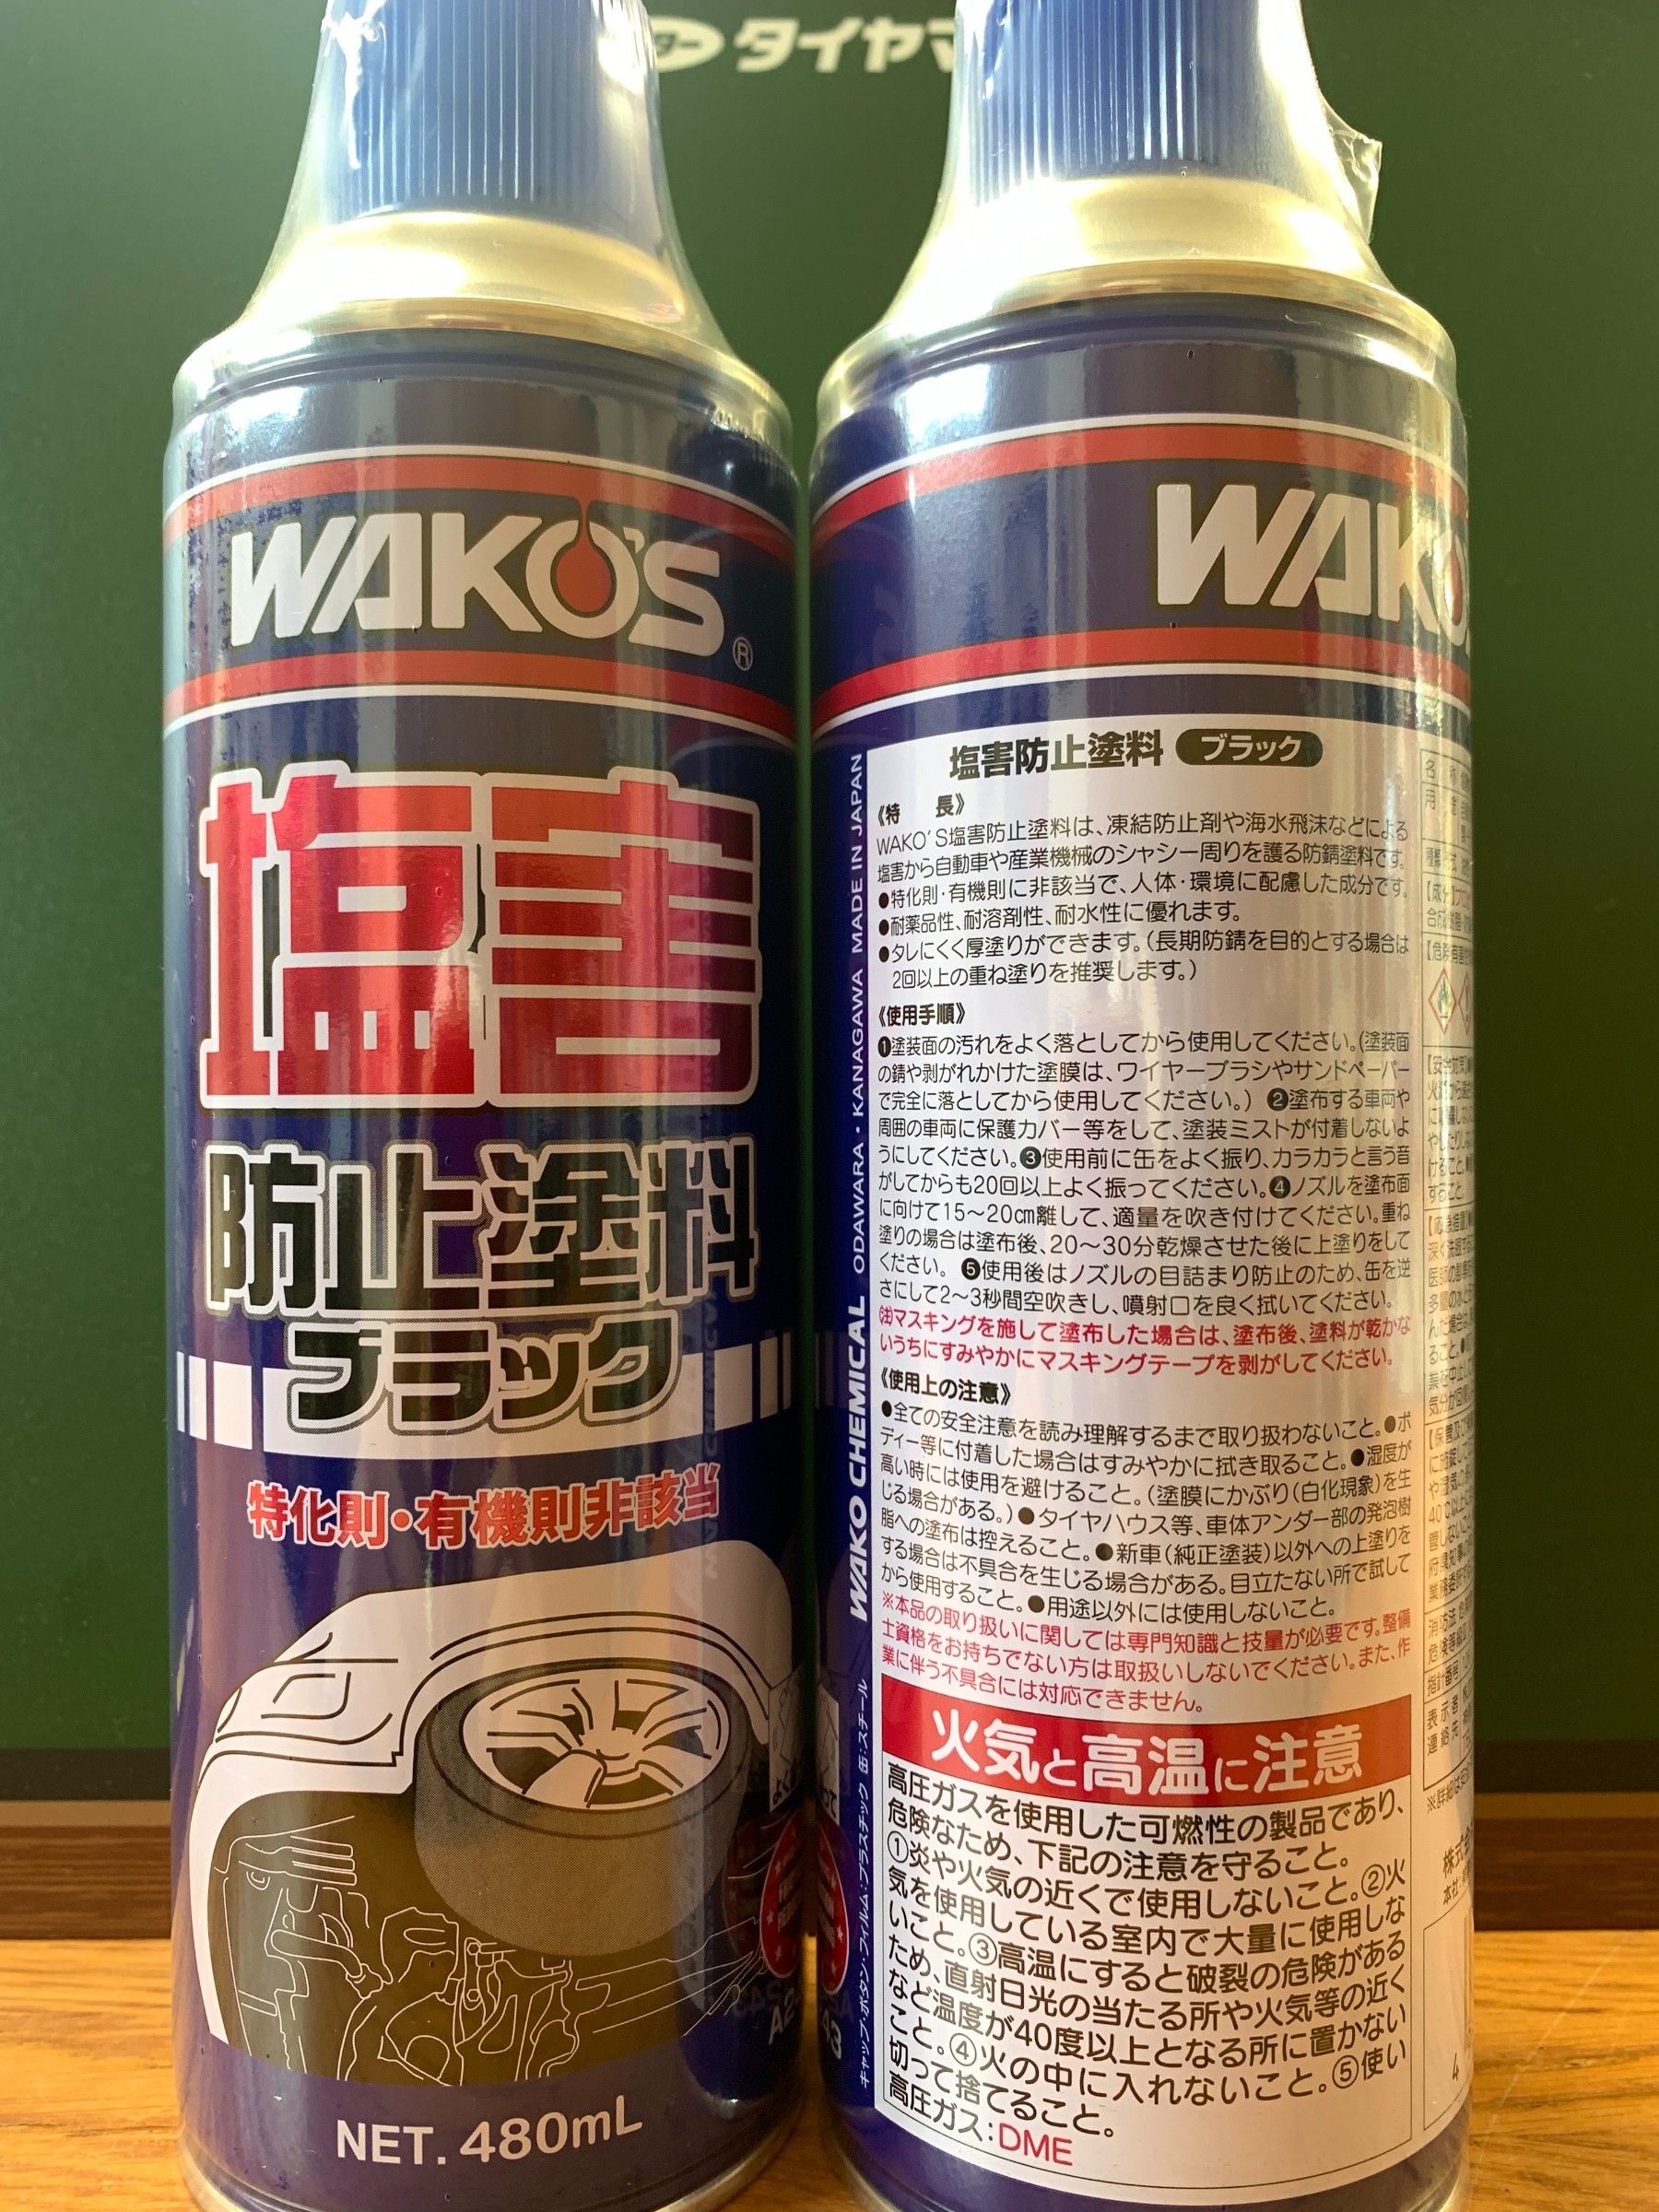 タイヤマ
WAKO'S®
塩害
防止塗料
ブラック
特化則・有機則非該当
NET. 480mL
WAKO
WAKO CHEMICAL ODAWARA・KANAGAWA MADE IN JAPAN
キャップ・ボタン・フィルム:プラスチック 缶:スチール
塩害防止塗料 ブラック
《特 長》
WAKO'S塩害防止塗料は、凍結防止剤や海水飛沫などによる
塩害から自動車や産業機械のシャシー周りを護る防錆塗料です。
●特化則・有機則に非該当で、人体・環境に配慮した成分です。
●耐薬品性、耐溶剤性、耐水性に優れます。
●タレにくく厚塗りができます。(長期防錆を目的とする場合は
2回以上の重ね塗りを推奨します。)
《使用手順》
❶塗装面の汚れをよく落としてから使用してください。(塗装面
の錆や剥がれかけた塗膜は、ワイヤーブラシやサンドペーパー
で完全に落としてから使用してください。) ❷塗布する車両や
周囲の車両に保護カバー等をして、塗装ミストが付着しないよ
うにしてください。❸使用前に缶をよく振り、カラカラと言う音
がしてからも20回以上よく振ってください。❹ノズルを塗布面
に向けて15〜20cm離して、適量を吹き付けてください。重ね
塗りの場合は塗布後、20〜30分乾燥させた後に上塗りをして
ください。 ❺使用後はノズルの目詰まり防止のため、缶を逆
さにして2〜3秒間空吹きし、噴射口を良く拭いてください。
㊟マスキングを施して塗布した場合は、塗布後、塗料が乾かな
いうちにすみやかにマスキングテープを剥がしてください。
《使用上の注意》
●全ての安全注意を読み理解するまで取り扱わないこと。●ボ
ディー等に付着した場合はすみやかに拭き取ること。●湿度が
高い時には使用を避けること。(塗膜にかぶり(白化現象)を生
じる場合がある。)●タイヤハウス等、車体アンダー部の発泡樹
脂への塗布は控えること。●新車(純正塗装)以外への上塗りを
する場合は不具合を生じる場合がある。目立たない所で試して
から使用すること。●用途以外には使用しないこと。
※本品の取り扱いに関しては専門知識と技量が必要です。整備
士資格をお持ちでない方は取扱いしないでください。また、作
業に伴う不具合には対応できません。
火気と高温に注意
高圧ガスを使用した可燃性の製品であり、
危険なため、下記の注意を守ること。
①炎や火気の近くで使用しないこと。②火
気を使用している室内で大量に使用しな
いこと。③高温にすると破裂の危険がある
ため、直射日光の当たる所や火気等の近く
など温度が40度以上となる所に置かない
こと。④火の中に入れないこと。⑤使い
切って捨てること。
高圧ガス:DME